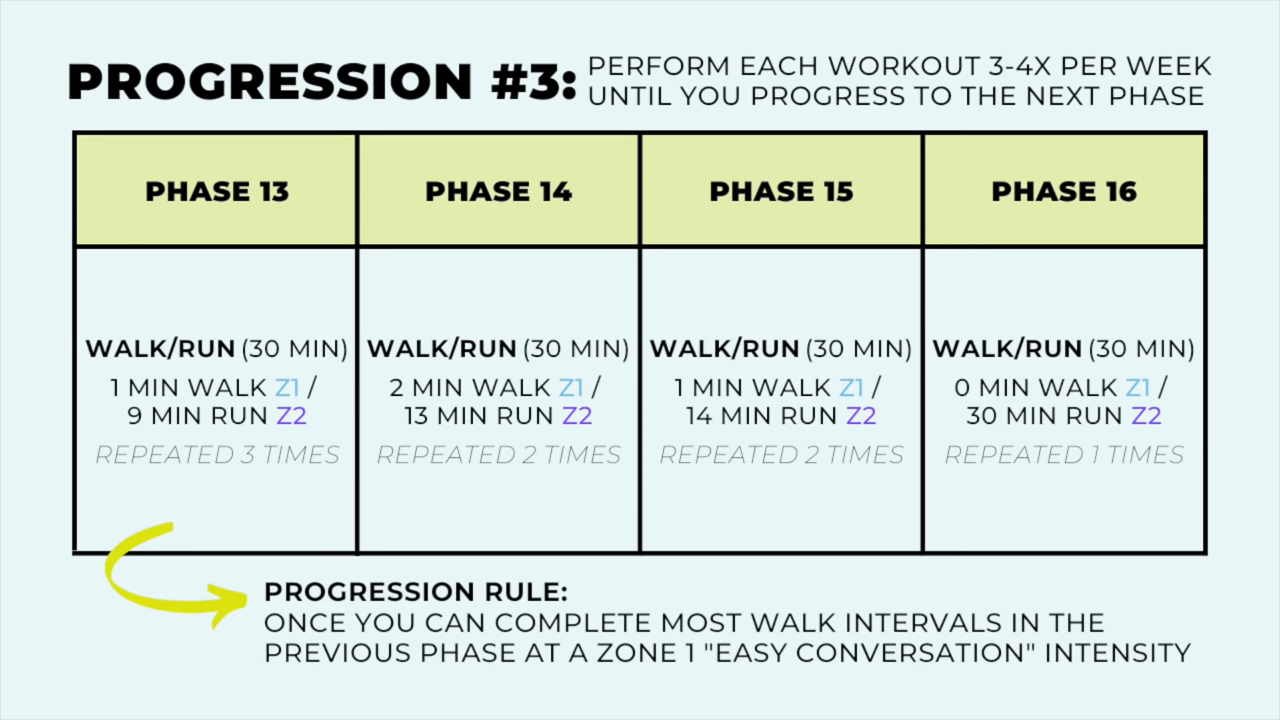 PROGRESSION #3:
PERFORM EACH WORKOUT 3-4X PER WEEK
UNTIL YOU PROGRESS TO THE NEXT PHASE
PHASE 13
PHASE 14
PHASE 15
PHASE 16
WALK/RUN (30 MIN)
1 MIN WALK Z1 /
9 MIN RUN Z2
REPEATED 3 TIMES
WALK/RUN (30 MIN)
2 MIN WALK Z1 /
13 MIN RUN Z2
REPEATED 2 TIMES
WALK/RUN (30 MIN)
1 MIN WALK Z1 /
14 MIN RUN Z2
REPEATED 2 TIMES
WALK/RUN (30 MIN)
0 MIN WALK Z1 /
30 MIN RUN Z2
REPEATED 1 TIMES
PROGRESSION RULE:
ONCE YOU CAN COMPLETE MOST WALK INTERVALS IN THE
PREVIOUS PHASE AT A ZONE 1 "EASY CONVERSATION" INTENSITY